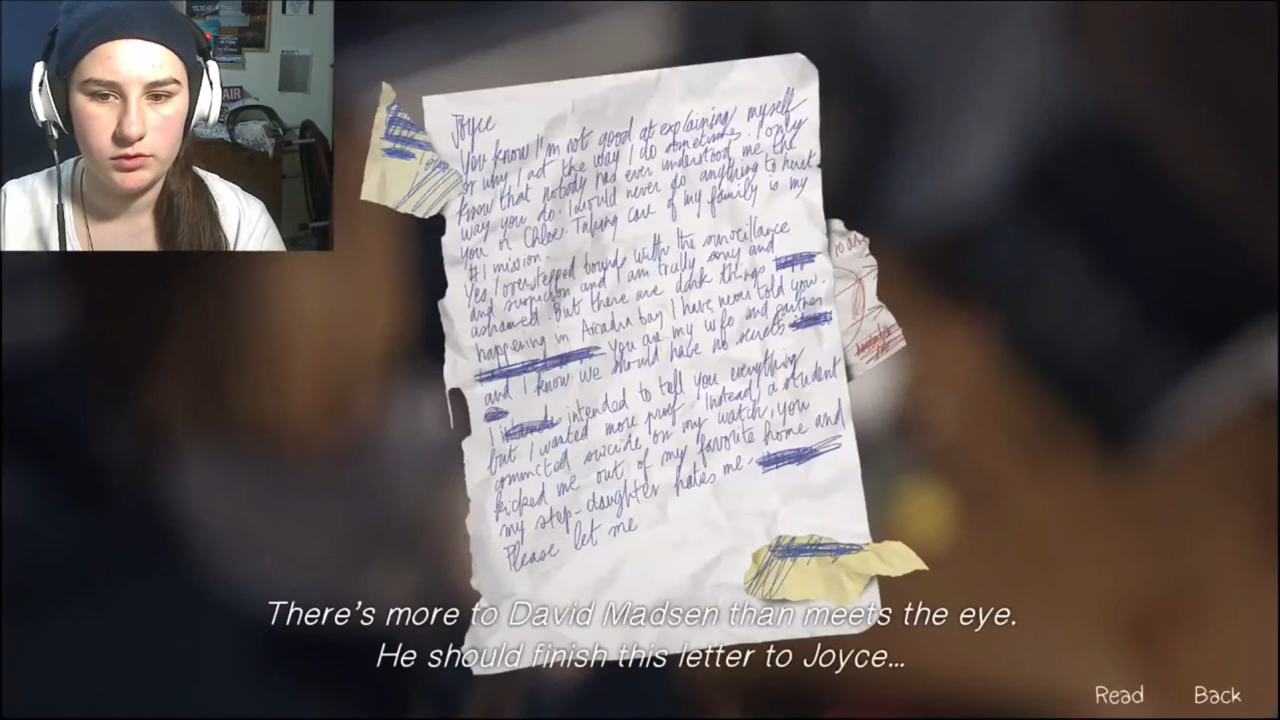 AIR
Joyce
You know I'm not good at explaining myself
or why I act the way I do sometimes. I only
know that nobody has ever understood me the
way you do. I would never do anything to hurt
you or Chloe. Taking care of my family is my
#1 mission.
Yes, I overstepped bounds with the surveillance
and suspicion and I am truly sorry and
ashamed. But there are dark things
happening in Arcadia bay I have never told you.
You are my wife and partner
and I know we should have no secrets
I intended to tell you everything
but I wanted more proof. Instead, a student
committed suicide on my watch, you
kicked me out of my favorite home and
my step-daughter hates me.
Please let me
There's more to David Madsen than meets the eye.
He should finish this letter to Joyce...
Read Back